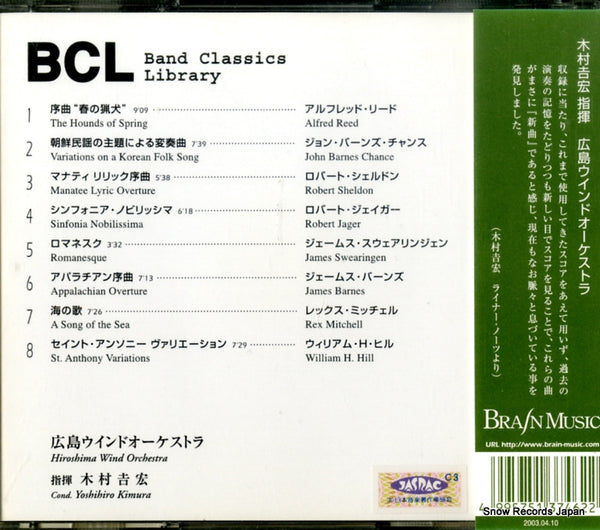 BCL Band Classics
Library
1 序曲“春の猟犬” 9'09 アルフレッド・リード
The Hounds of Spring Alfred Reed
2 朝鮮民謡の主題による変奏曲 7'39 ジョン・バーンズ・チャンス
Variations on a Korean Folk Song John Barnes Chance
3 マナティ リリック序曲 5'38 ロバート・シェルドン
Manatee Lyric Overture Robert Sheldon
4 シンフォニア・ノビリッシマ 6'18 ロバート・ジェイガー
Sinfonia Nobilissima Robert Jager
5 ロマネスク 3'32 ジェームス・スウェアリンジェン
Romanesque James Swearingen
6 アパラチアン序曲 7'13 ジェームス・バーンズ
Appalachian Overture James Barnes
7 海の歌 7'26 レックス・ミッチェル
A Song of the Sea Rex Mitchell
8 セイント・アンソニー ヴァリエーション 7'29 ウィリアム・H・ヒル
St. Anthony Variations William H. Hill
広島ウインドオーケストラ
Hiroshima Wind Orchestra
指揮 木村吉宏
Cond. Yoshihiro Kimura
JASRAC
C3
木村吉宏 指揮 広島ウインドオーケストラ
収録に当たり、これまで使用してきたスコアをあえて用いず、過去の
演奏の記憶をたどりつつも新しい目でスコアを見ることで、これらの曲
がまさに「新曲」であると感じ、現在もなお脈々と息づいている事を
発見しました。
(木村吉宏 ライナー・ノーツより)
BRAIN MUSIC
URL http://www.brain-music.com
4 995751 374622
Snow Records Japan
2003.04.10